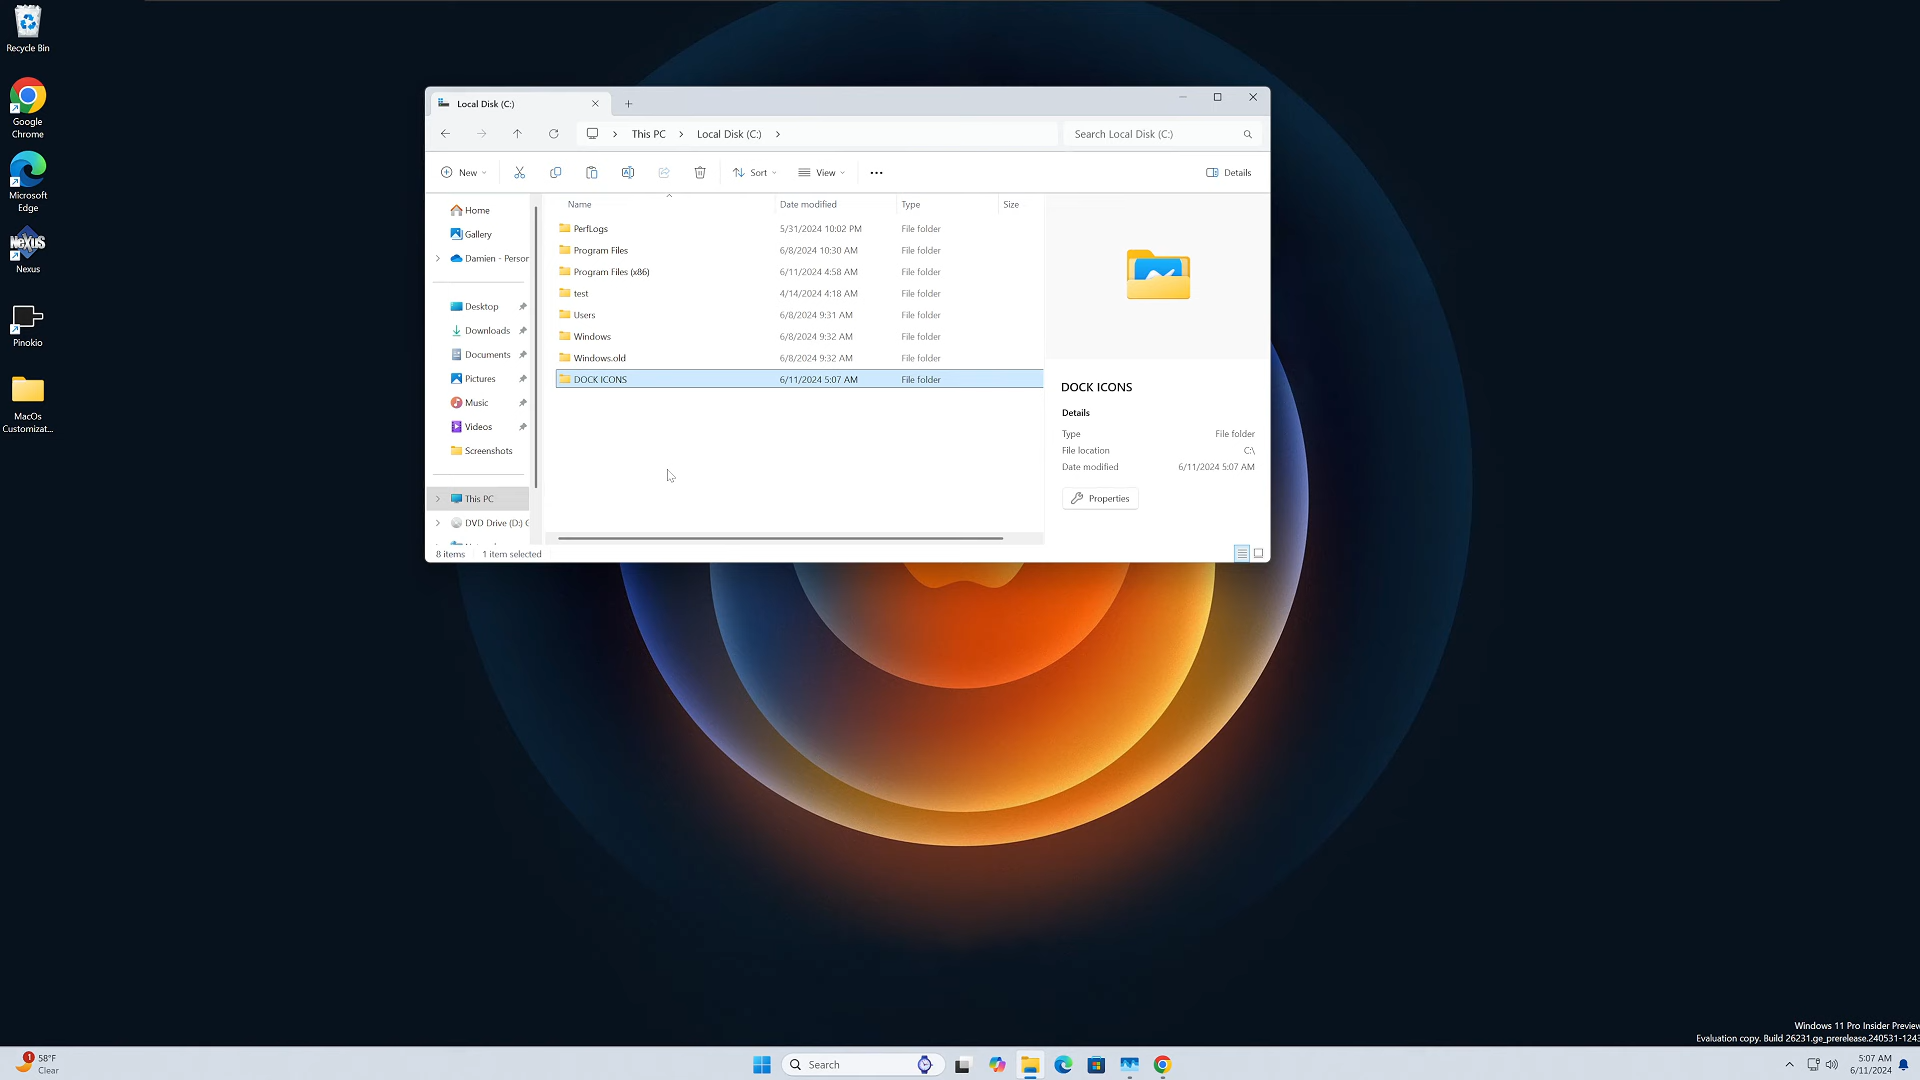 Recycle Bin
Google
Chrome
Microsoft
Edge
NeXuS
Nexus
Pinokio
MacOs
Customizat...
Local Disk (C:)
This PC
Local Disk (C:)
Search Local Disk (C:)
New
Sort
View
Details
Home
Gallery
Damien - Person
Desktop
Downloads
Documents
Pictures
Music
Videos
Screenshots
This PC
DVD Drive (D:) C
Name Date modified Type Size
PerfLogs 5/31/2024 10:02 PM File folder
Program Files 6/8/2024 10:30 AM File folder
Program Files (x86) 6/11/2024 4:58 AM File folder
test 4/14/2024 4:18 AM File folder
Users 6/8/2024 9:31 AM File folder
Windows 6/8/2024 9:32 AM File folder
Windows.old 6/8/2024 9:32 AM File folder
DOCK ICONS 6/11/2024 5:07 AM File folder
DOCK ICONS
Details
Type File folder
File location C:\
Date modified 6/11/2024 5:07 AM
Properties
8 items 1 item selected
Windows 11 Pro Insider Preview
Evaluation copy. Build 26231.ge_prerelease.240531-1243
1
58°F
Clear
Search
5:07 AM
6/11/2024